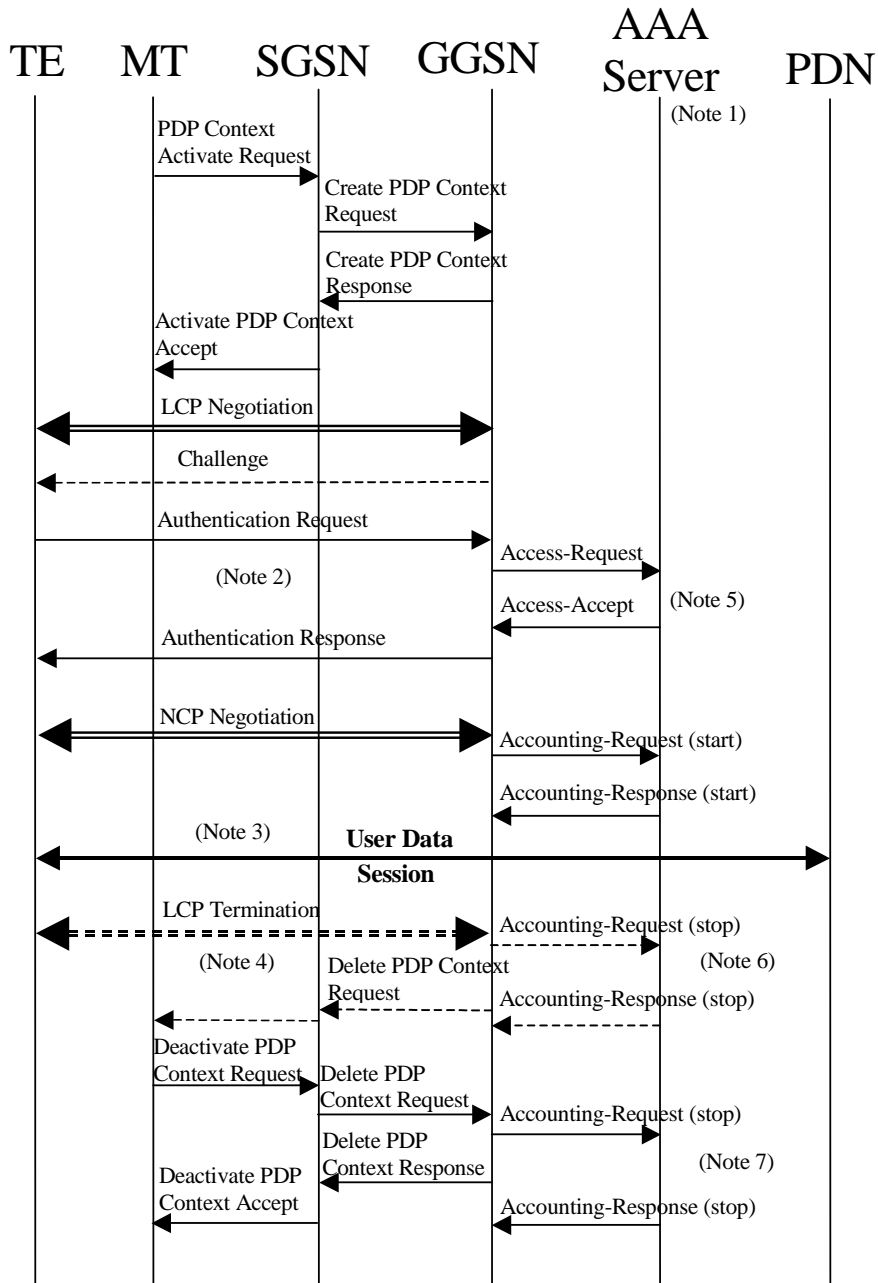 TE
MT
SGSN
GGSN
AAA
Server
PDN
(Note 1)
PDP Context
Activate Request
Create PDP Context
Request
Create PDP Context
Response
Activate PDP Context
Accept
LCP Negotiation
Challenge
Authentication Request
Access-Request
(Note 2)
(Note 5)
Access-Accept
Authentication Response
NCP Negotiation
Accounting-Request (start)
Accounting-Response (start)
(Note 3)
User Data
Session
LCP Termination
Accounting-Request (stop)
(Note 4)
Delete PDP Context
Request
(Note 6)
Accounting-Response (stop)
Deactivate PDP
Context Request
Delete PDP
Context Request
Accounting-Request (stop)
Delete PDP
Context Response
(Note 7)
Deactivate PDP
Context Accept
Accounting-Response (stop)